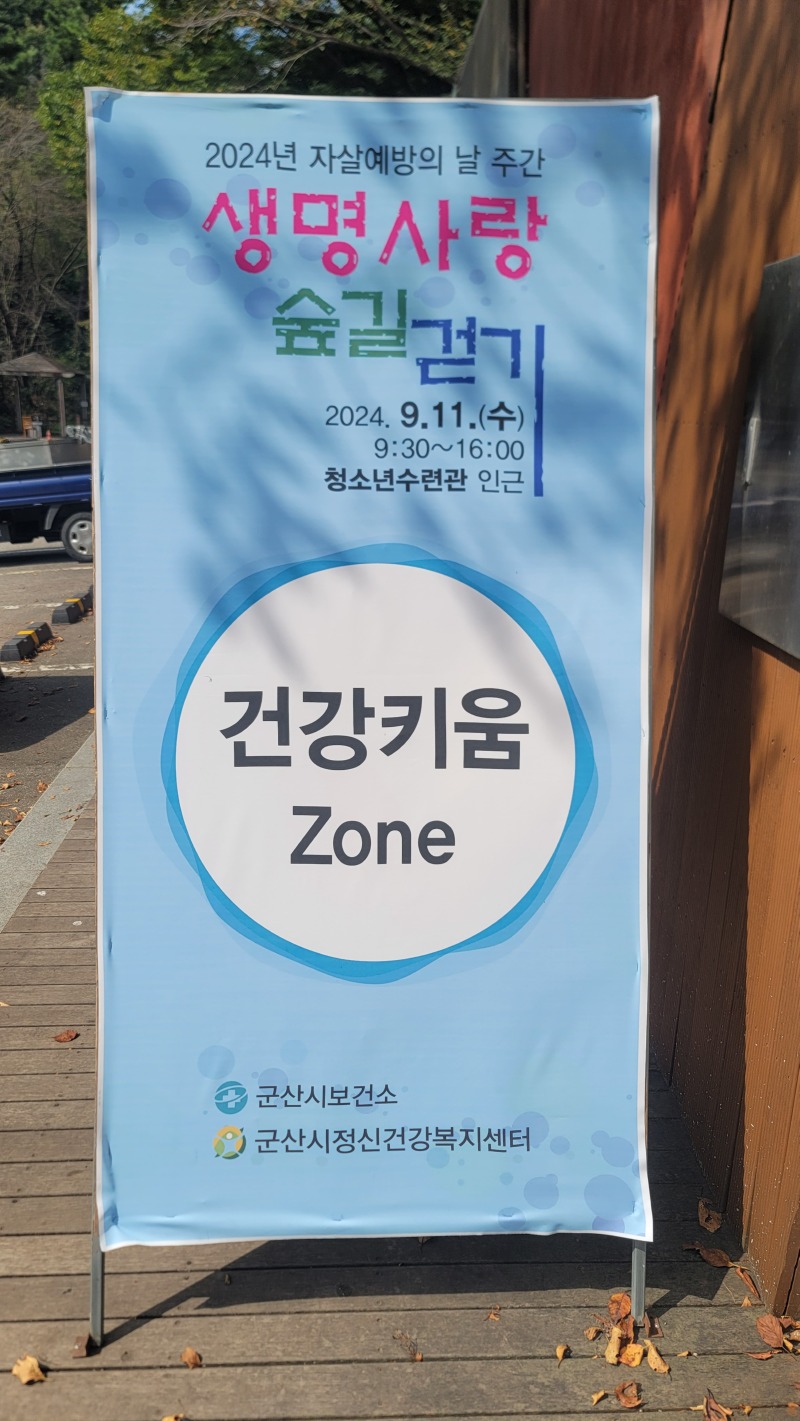 2024년 자살예방의 날 주간
생명사랑
숲길걷기
2024. 9.11.(수)
9:30~16:00
청소년수련관 인근
건강키움
Zone
군산시보건소
군산시정신건강복지센터